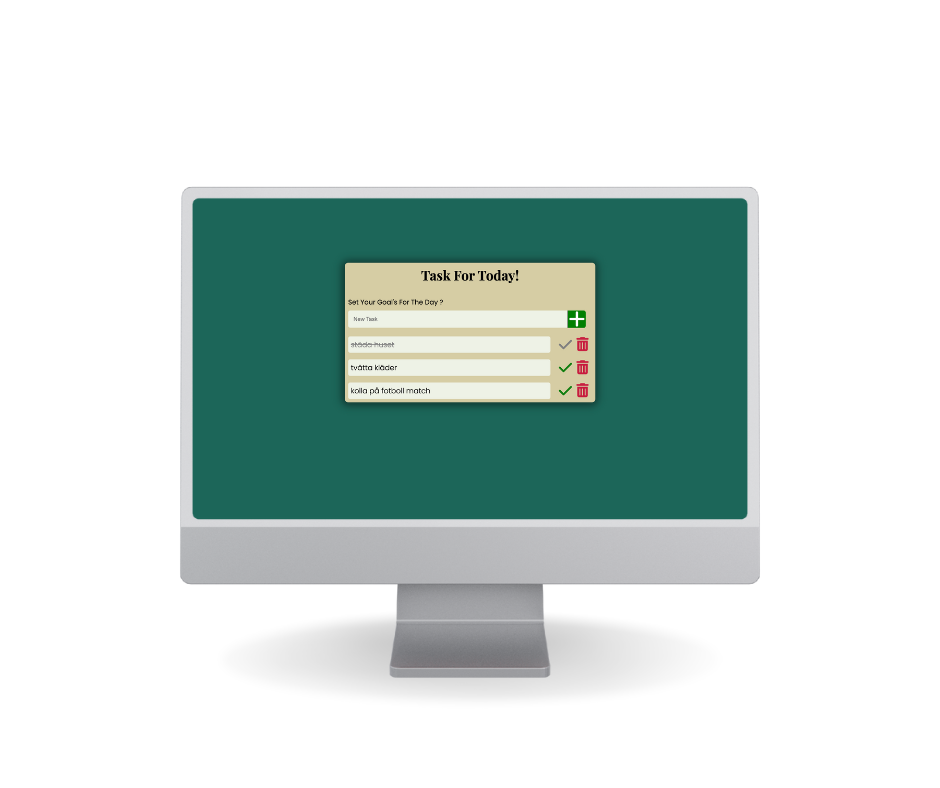 Task For Today!
Set Your Goal's For The Day ?
New Task
städa huset
tvätta kläder
kolla på fotboll match